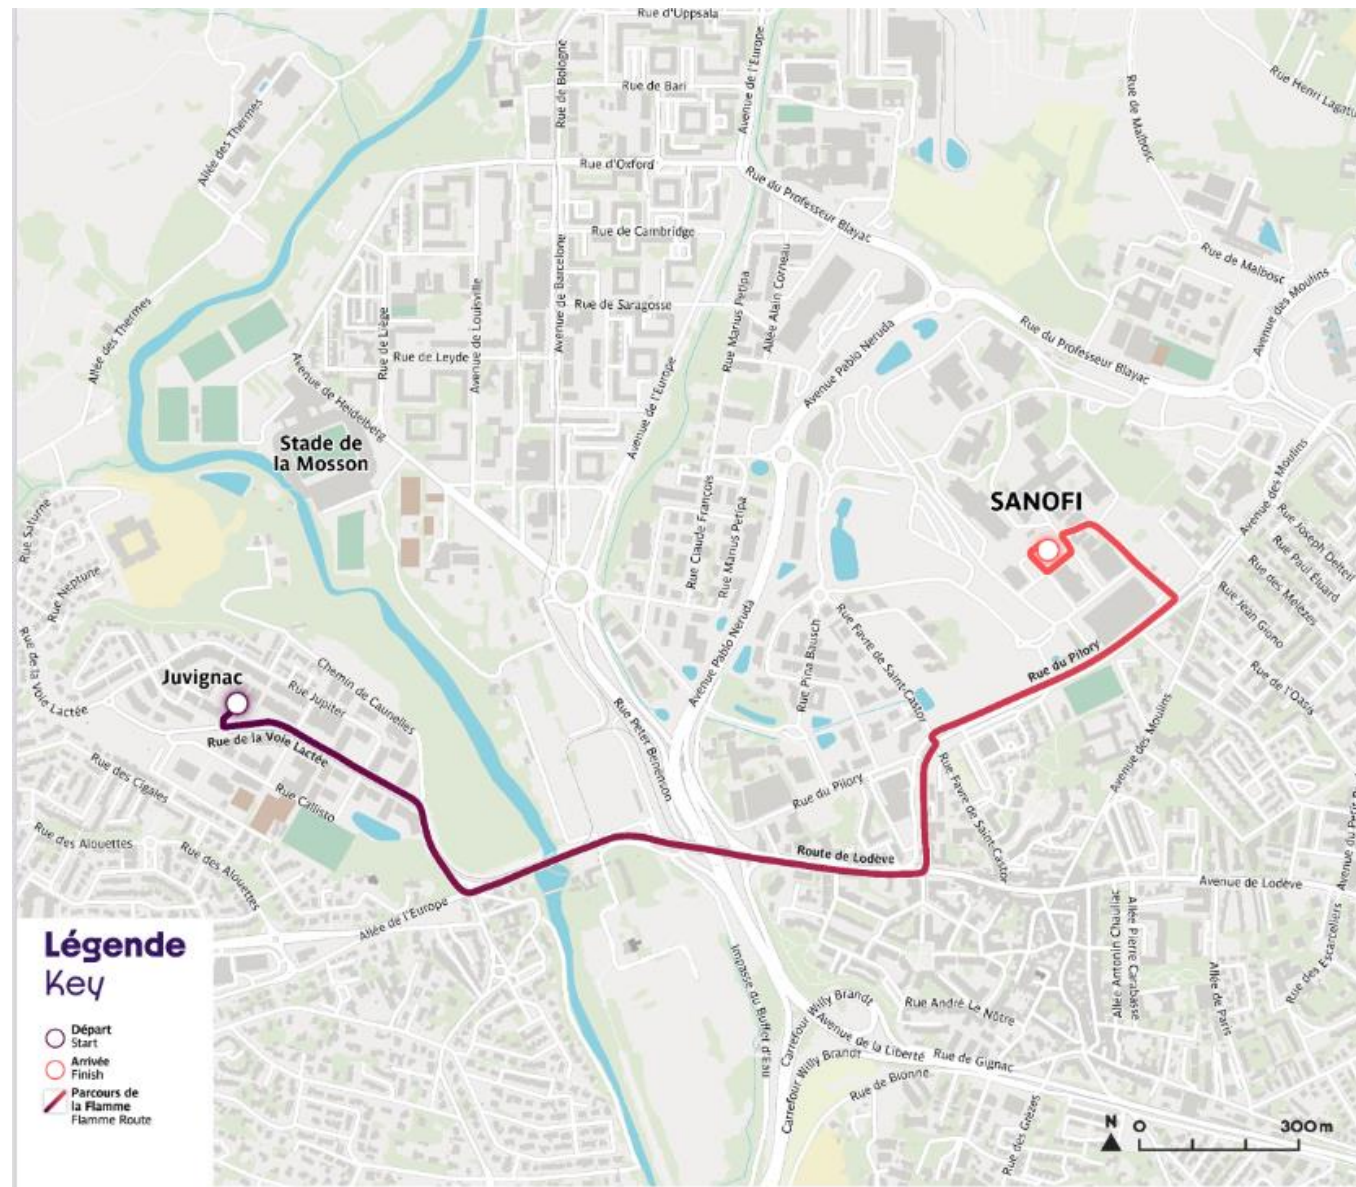 Rue d'Uppsala
Rue de Bologne
Avenue de l'Europe
Rue de Bari
Rue Henri Lagatu
Rue de Malbosc
Allée des Thermes
Rue d'Oxford
Rue du Professeur Blayac
Rue de Cambridge
Rue de Malbosc
Avenue de Barcelone
Allée Alain Corneau
Rue Marius Petipa
Avenue de Louisville
Rue de Saragosse
Avenue des Moulins
Allée des Thermes
Rue de Liège
Rue de Leyde
Avenue Pablo Neruda
Rue du Professeur Blayac
Avenue de Heidelberg
Avenue de l'Europe
Stade de
la Mosson
Avenue des Moulins
SANOFI
Rue Saturne
Rue Claude François
Rue Marius Petipa
Rue Joseph Delteil
Rue Paul Éluard
Rue des Mélèzes
Rue Jean Giono
Rue Neptune
Avenue Pablo Neruda
Rue Pina Bausch
Rue Favre de Saint-Castor
Rue du Pilory
Rue de l'Oasis
Rue de la Voie Lactée
Juvignac
Chemin de Caunelles
Rue Jupiter
Rue de la Voie Lactée
Rue Peter Benenson
Avenue des Moulins
Rue des Cigales
Rue Callisto
Rue du Pilory
Rue Favre de Saint-Castor
Rue des Alouettes
Rue des Alouettes
Route de Lodève
Avenue de Lodève
Allée de l'Europe
Allée Antonin Chauliac
Allée Pierre Carabasse
Allée de Paris
Rue des Escarceliers
Impasse du Buffet d'Eau
Carrefour Willy Brandt
Rue André Le Nôtre
Avenue de la Liberté
Rue de Gignac
Carrefour Willy Brandt
Rue de Bionne
Rue des Grèzes
Légende
Key
Départ
Start
Arrivée
Finish
Parcours de
la Flamme
Flamme Route
N
0
300m